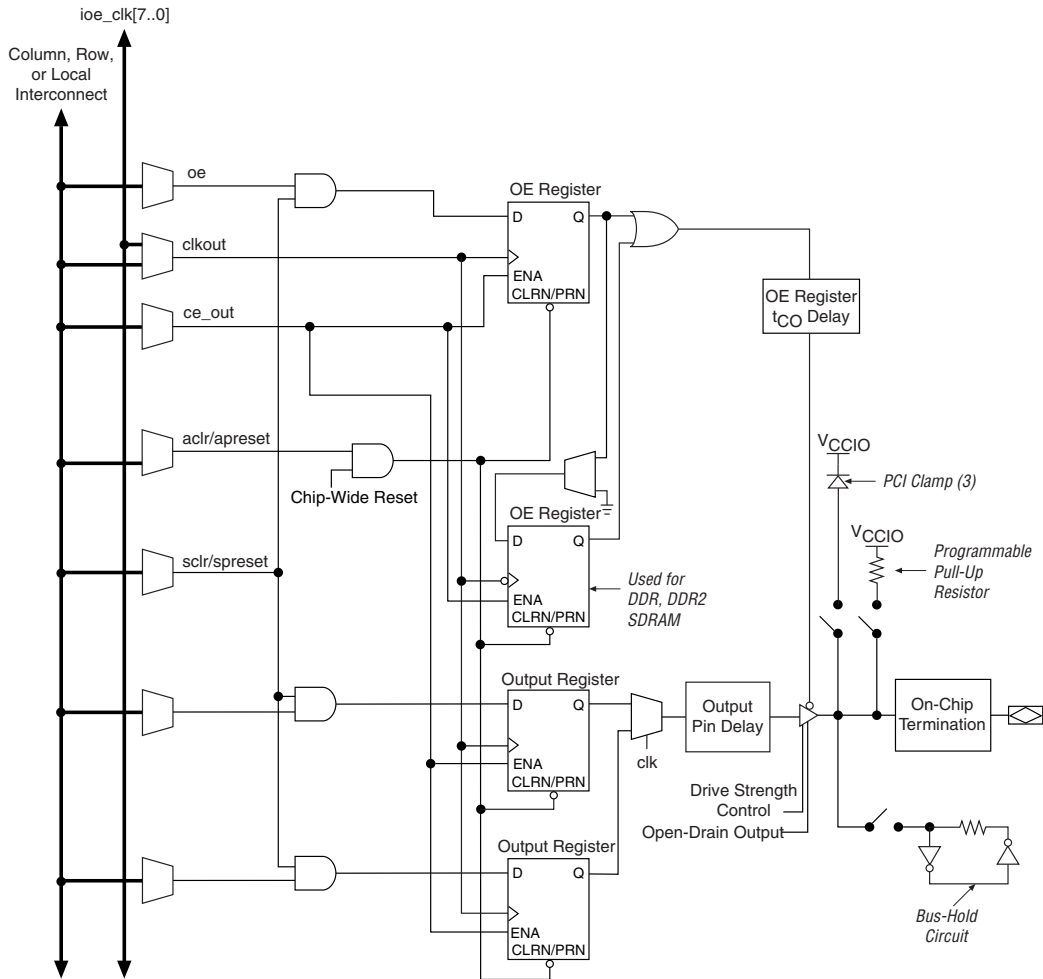 ioe_clk[7..0]
Column, Row,
or Local
Interconnect
oe
OE Register
D
Q
clkout
ENA
CLRN/PRN
ce_out
OE Register
tCO Delay
aclr/apreset
Chip-Wide Reset
VCCIO
PCI Clamp (3)
OE Register
D
Q
ENA
CLRN/PRN
Used for
DDR, DDR2
SDRAM
VCCIO
Programmable
Pull-Up
Resistor
sclr/spreset
Output Register
D
Q
ENA
CLRN/PRN
clk
Output
Pin Delay
On-Chip
Termination
Drive Strength
Control
Open-Drain Output
Output Register
D
Q
ENA
CLRN/PRN
Bus-Hold
Circuit